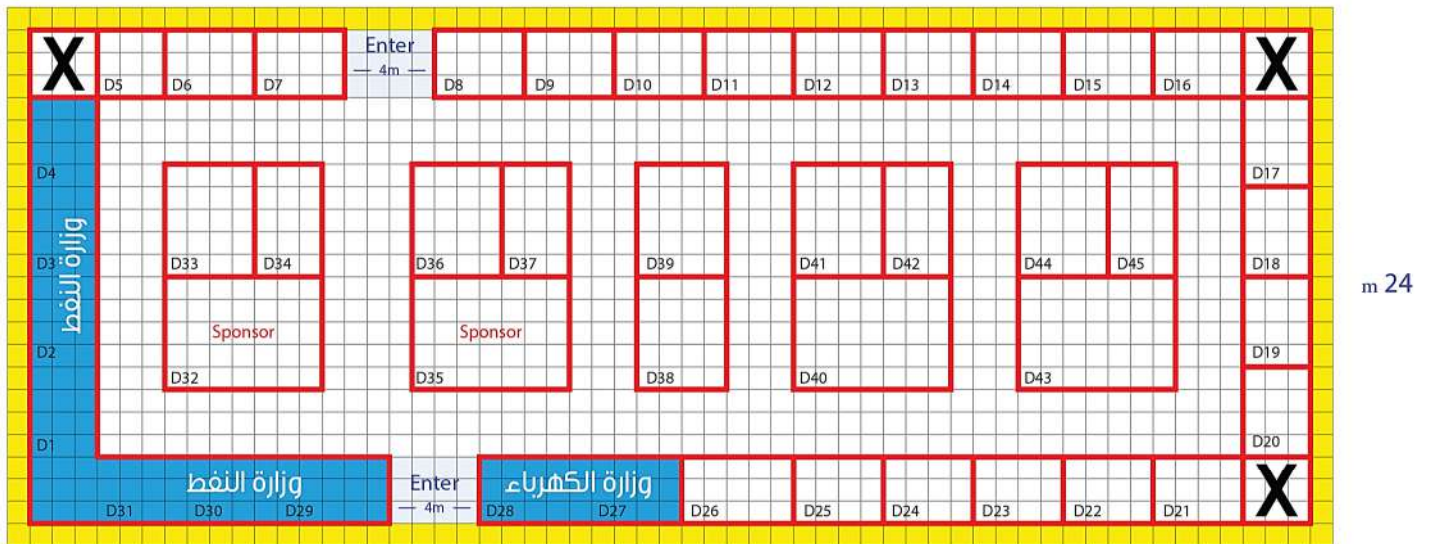 X
Enter
4m
X
D5
D6
D7
D8
D9
D10
D11
D12
D13
D14
D15
D16
D4
D17
وزارة النفط
D3
D33
D34
D36
D37
D39
D41
D42
D44
D45
D18
m 24
Sponsor
Sponsor
D2
D19
D32
D35
D38
D40
D43
D1
D20
وزارة النفط
Enter
وزارة الكهرباء
X
4m
D31
D30
D29
D28
D27
D26
D25
D24
D23
D22
D21